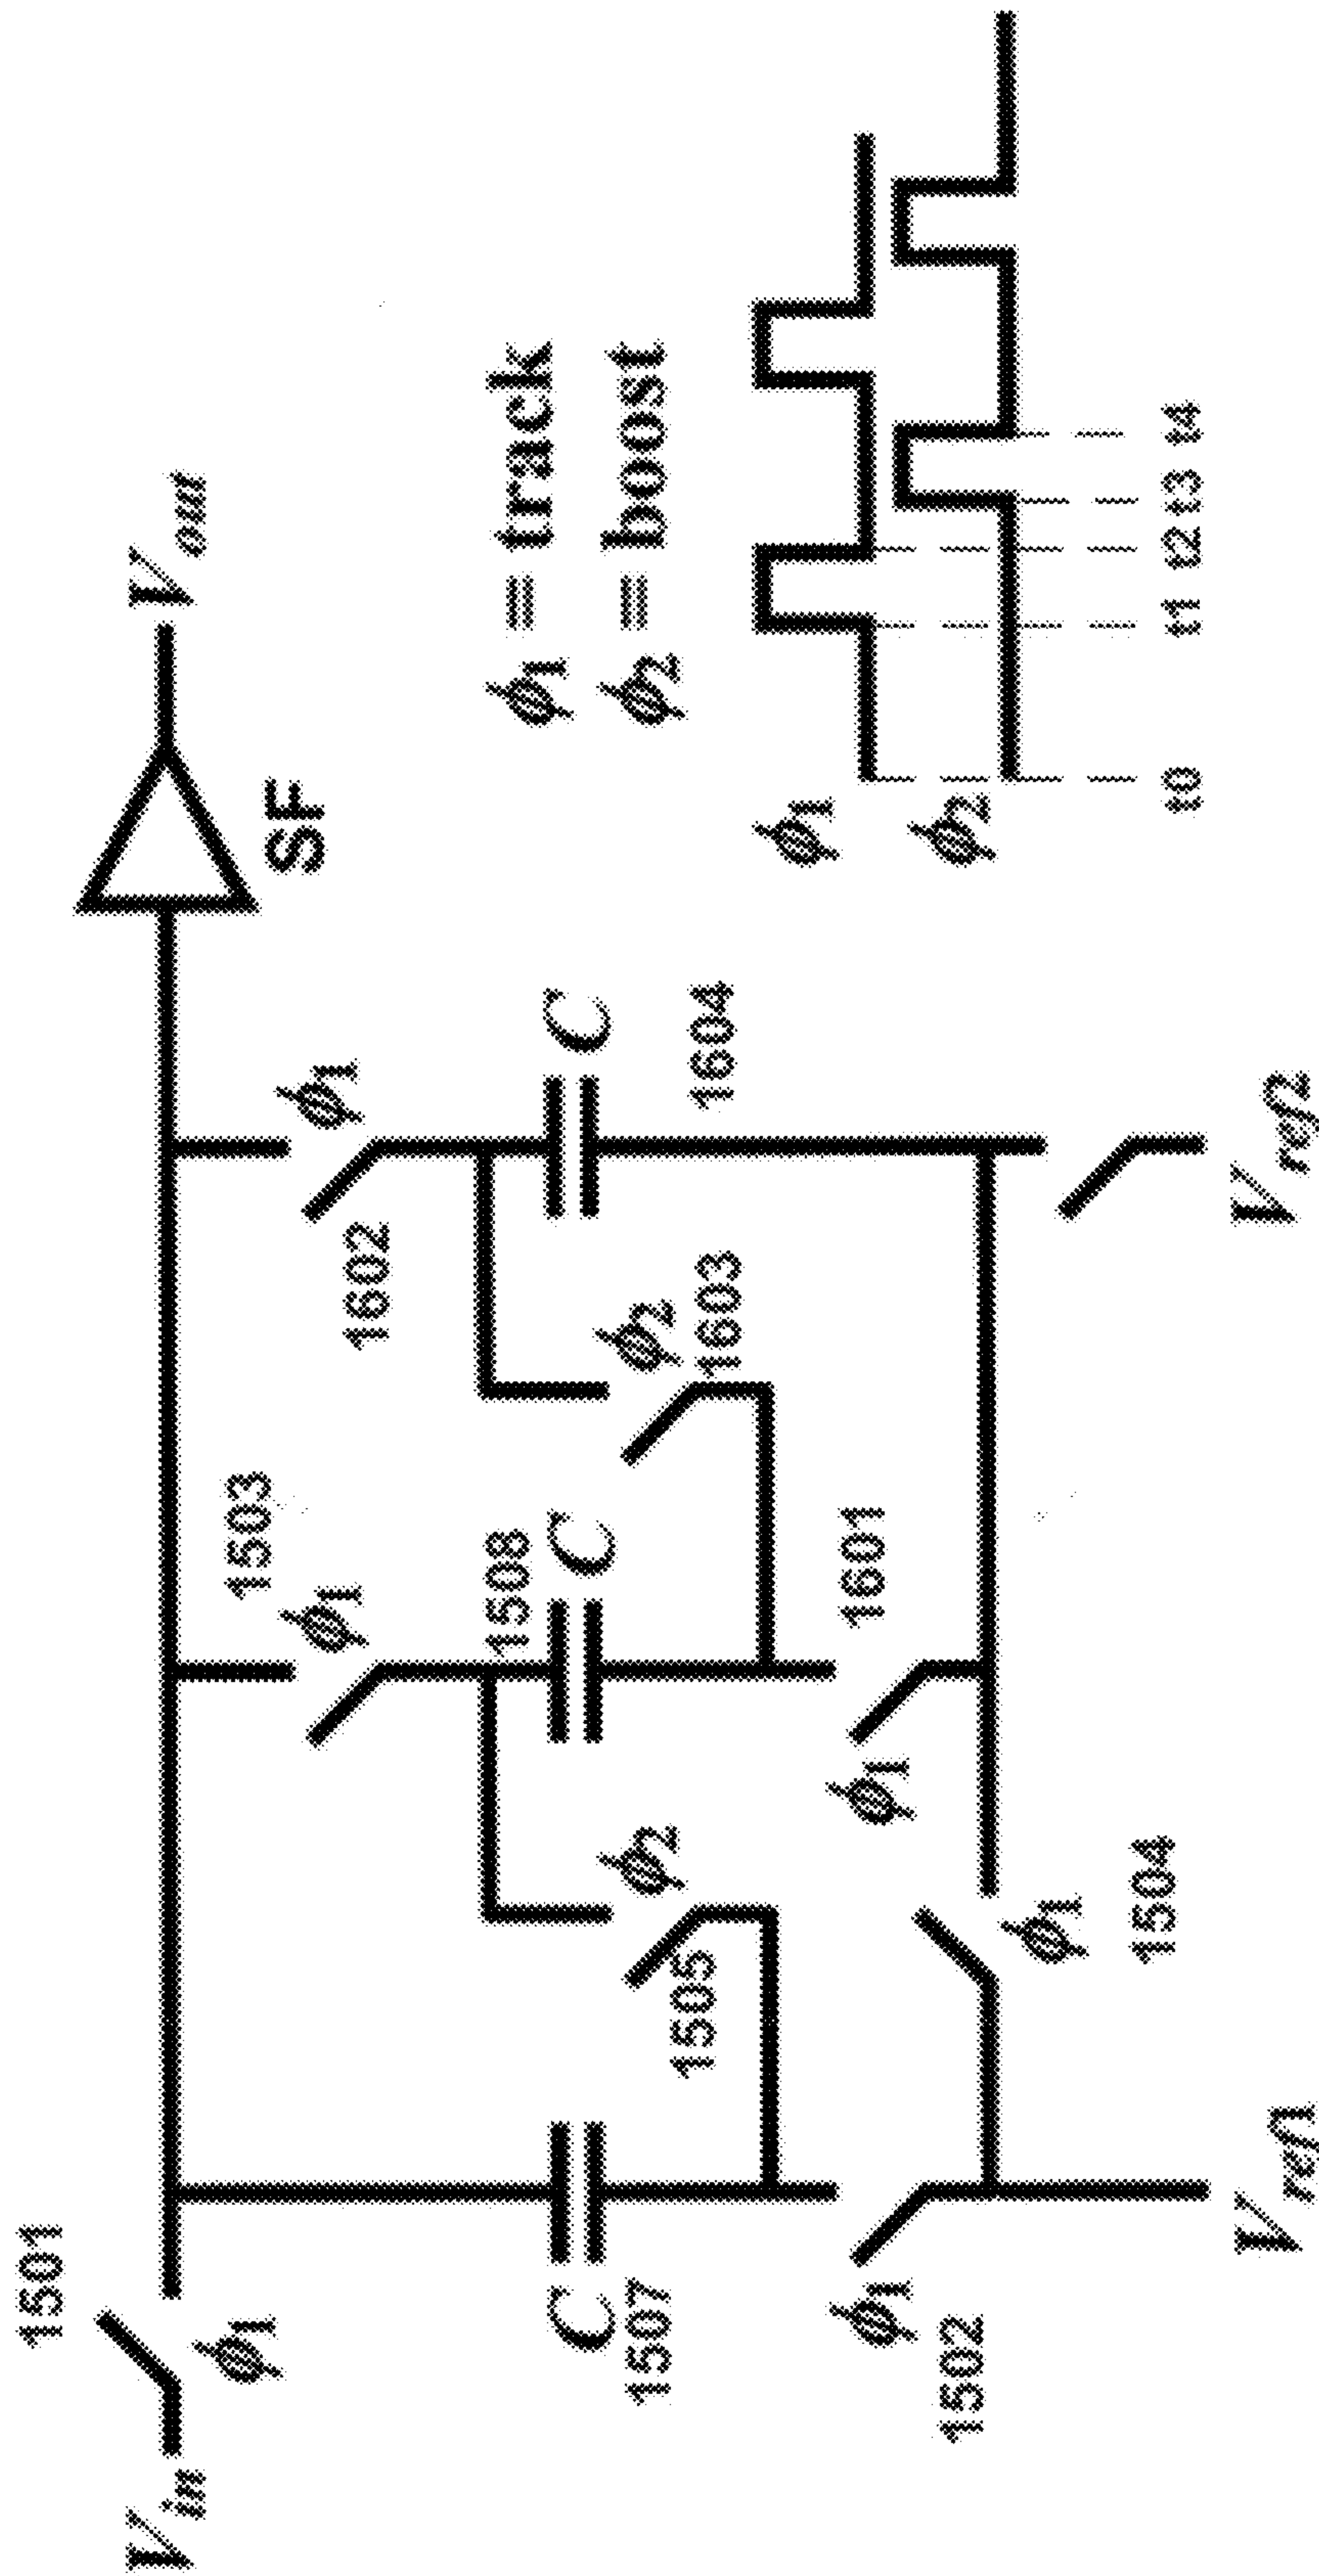 1501
V_in
ϕ1
V_out
SF
1503
ϕ1
1602
ϕ1
1508
C
C
1604
C
1507
1505
ϕ2
ϕ2
1603
ϕ1
1502
ϕ1
1601
ϕ1
1504
V_ref1
V_ref2
ϕ1 = track
ϕ2 = boost
ϕ1
ϕ2
t0 t1 t2 t3 t4